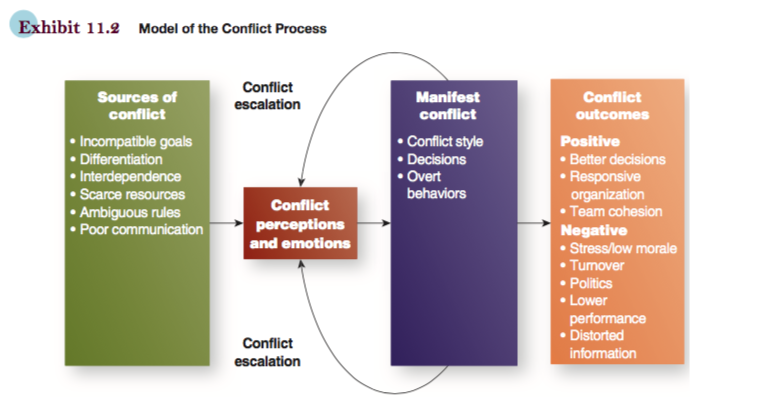 Exhibit 11.2 Model of the Conflict Process
Sources of
conflict
• Incompatible goals
• Differentiation
• Interdependence
• Scarce resources
• Ambiguous rules
• Poor communication
Conflict
escalation
Conflict
perceptions
and emotions
Conflict
escalation
Manifest
conflict
• Conflict style
• Decisions
• Overt
behaviors
Conflict
outcomes
Positive
• Better decisions
• Responsive
organization
• Team cohesion
Negative
• Stress/low morale
• Turnover
• Politics
• Lower
performance
• Distorted
information